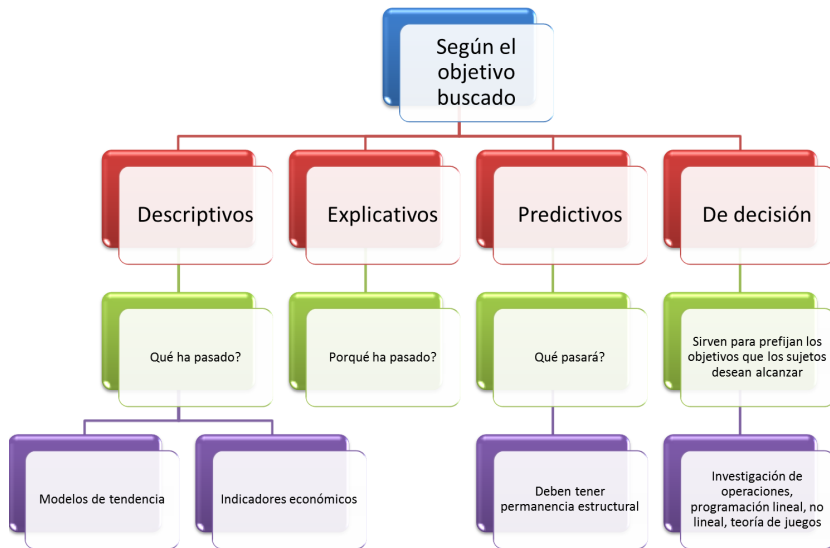 Según el
objetivo
buscado
Descriptivos
Explicativos
Predictivos
De decisión
Qué ha pasado?
Porqué ha pasado?
Qué pasará?
Sirven para prefijan los
objetivos que los sujetos
desean alcanzar
Modelos de tendencia
Indicadores económicos
Deben tener
permanencia estructural
Investigación de
operaciones,
programación lineal, no
lineal, teoría de juegos